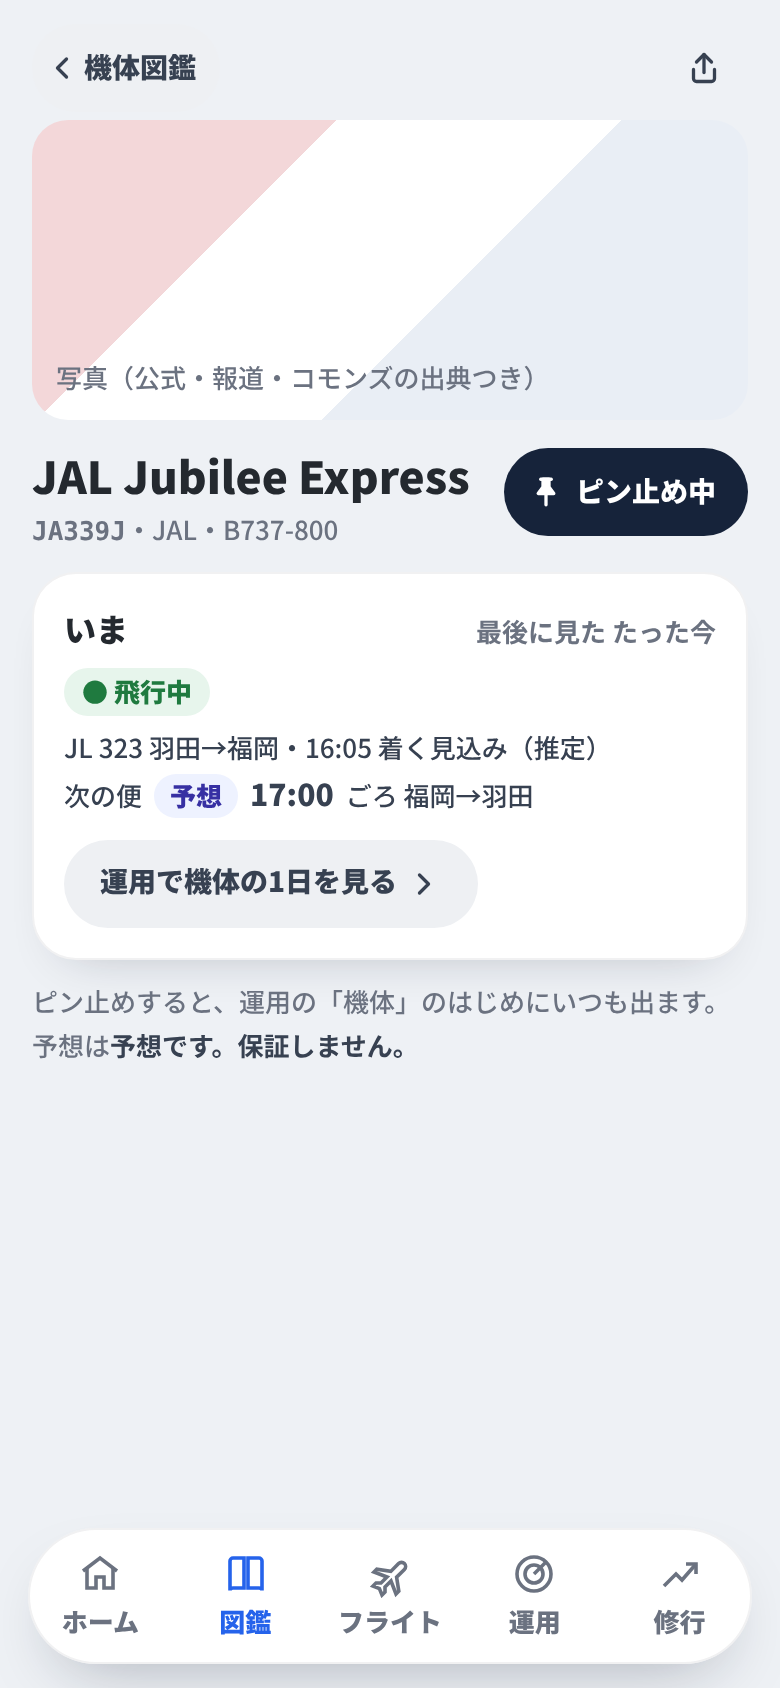 機体図鑑
写真（公式・報道・コモンズの出典つき）
JAL Jubilee Express
ピン止め中
JA339J・JAL・B737-800
いま
最後に見た たった今
飛行中
JL 323 羽田→福岡・16:05 着く見込み（推定）
次の便 予想 17:00 ごろ 福岡→羽田
運用で機体の1日を見る
ピン止めすると、運用の「機体」のはじめにいつも出ます。
予想は予想です。保証しません。
ホーム
図鑑
フライト
運用
修行